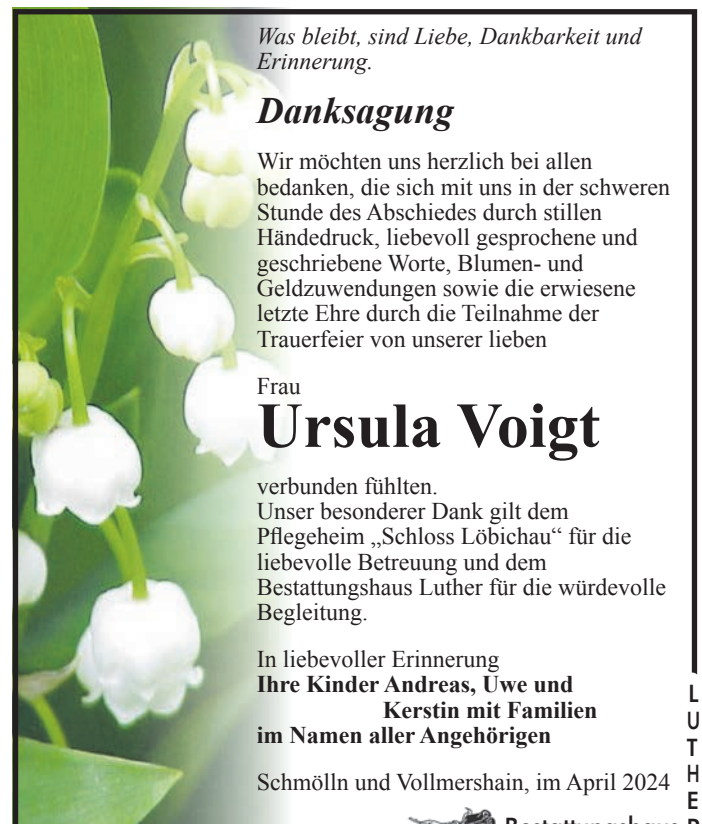 Was bleibt, sind Liebe, Dankbarkeit und
Erinnerung.
Danksagung
Wir möchten uns herzlich bei allen
bedanken, die sich mit uns in der schweren
Stunde des Abschiedes durch stillen
Händedruck, liebevoll gesprochene und
geschriebene Worte, Blumen- und
Geldzuwendungen sowie die erwiesene
letzte Ehre durch die Teilnahme der
Trauerfeier von unserer lieben
Frau
Ursula Voigt
verbunden fühlten.
Unser besonderer Dank gilt dem
Pflegeheim „Schloss Löbichau“ für die
liebevolle Betreuung und dem
Bestattungshaus Luther für die würdevolle
Begleitung.
In liebevoller Erinnerung
Ihre Kinder Andreas, Uwe und
Kerstin mit Familien
im Namen aller Angehörigen
Schmölln und Vollmershain, im April 2024
Bestattungshaus
LUTHER